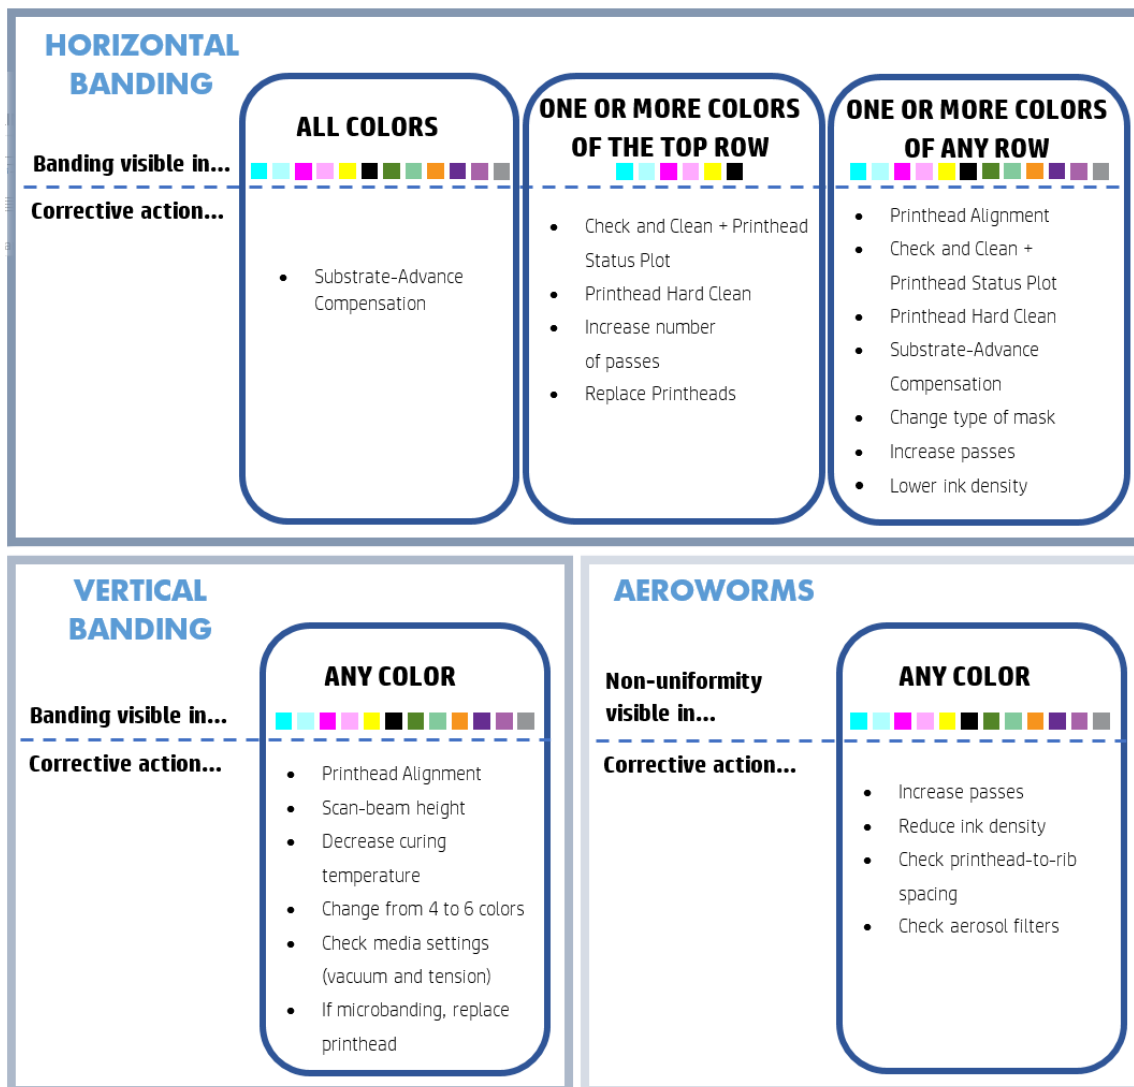 HORIZONTAL
BANDING
Banding visible in...
Corrective action...
ALL COLORS
• Substrate-Advance
Compensation
ONE OR MORE COLORS
OF THE TOP ROW
• Check and Clean + Printhead
Status Plot
• Printhead Hard Clean
• Increase number
of passes
• Replace Printheads
ONE OR MORE COLORS
OF ANY ROW
• Printhead Alignment
• Check and Clean +
Printhead Status Plot
• Printhead Hard Clean
• Substrate-Advance
Compensation
• Change type of mask
• Increase passes
• Lower ink density
VERTICAL
BANDING
Banding visible in...
Corrective action...
ANY COLOR
• Printhead Alignment
• Scan-beam height
• Decrease curing
temperature
• Change from 4 to 6 colors
• Check media settings
(vacuum and tension)
• If microbanding, replace
printhead
AEROWORMS
Non-uniformity
visible in...
Corrective action...
ANY COLOR
• Increase passes
• Reduce ink density
• Check printhead-to-rib
spacing
• Check aerosol filters